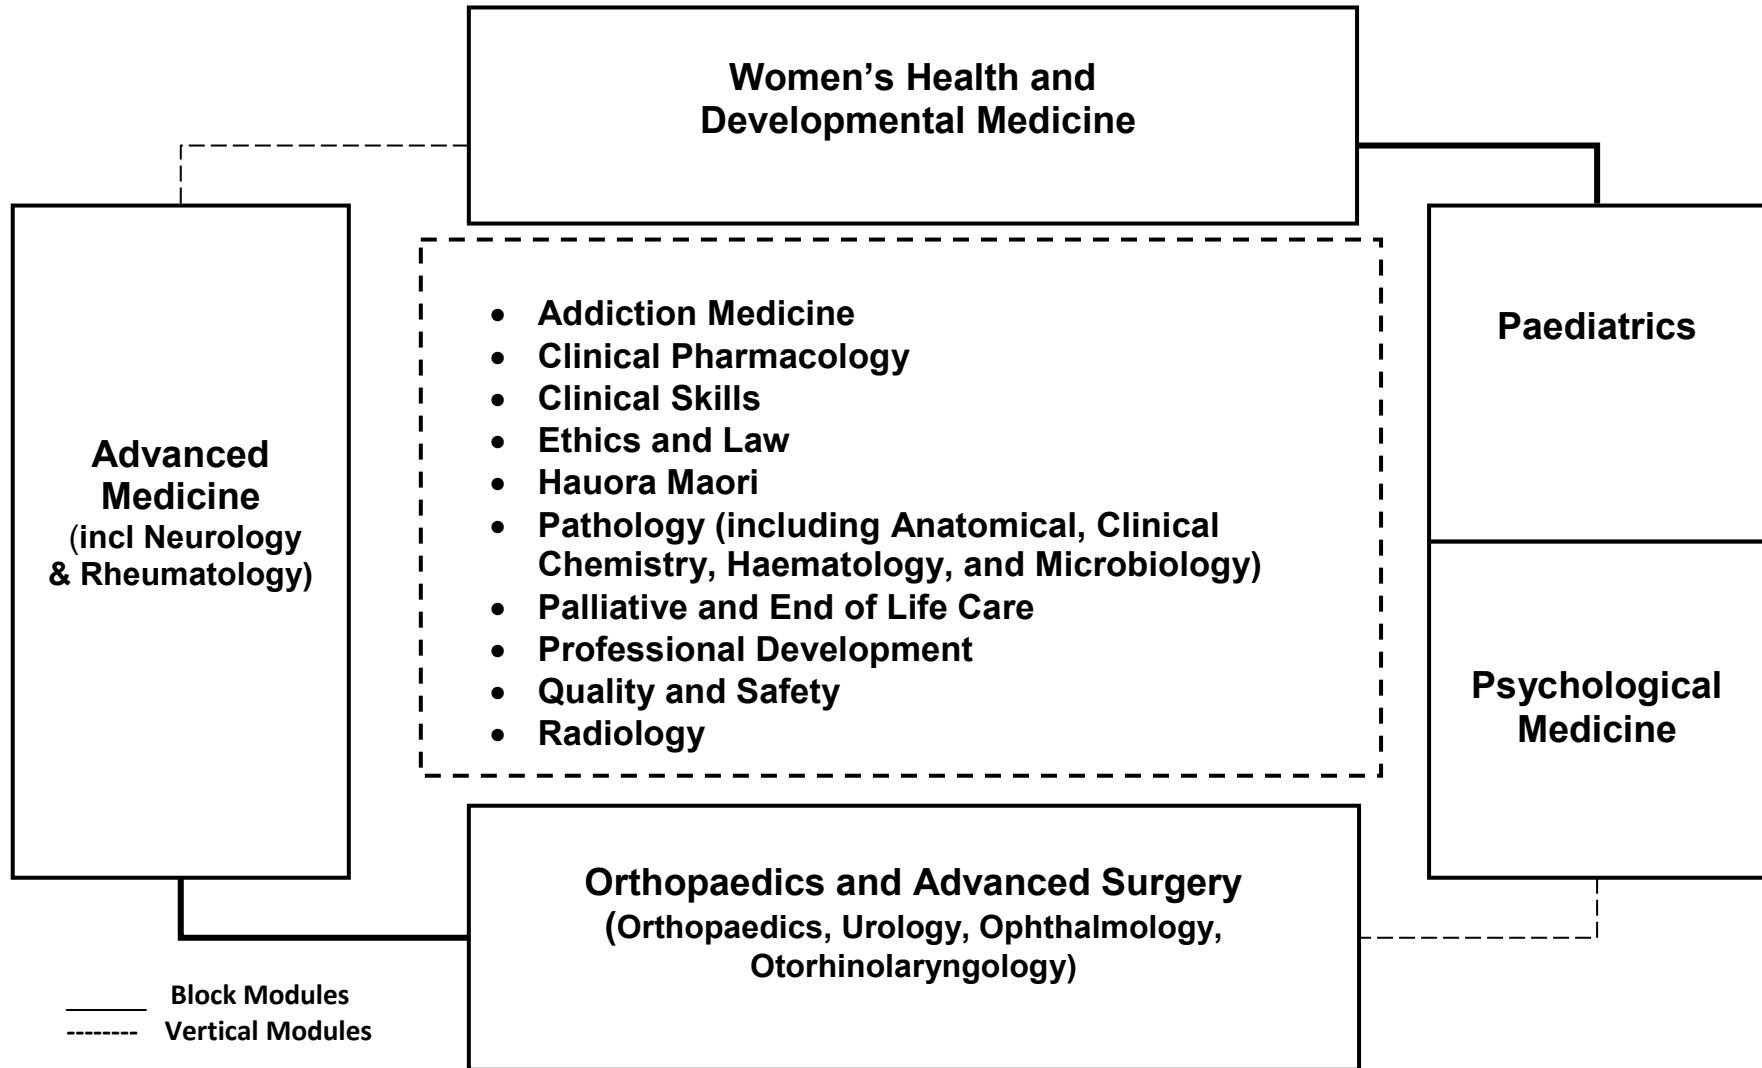 Women’s Health and
Developmental Medicine
Advanced
Medicine
(incl Neurology
& Rheumatology)
• Addiction Medicine
• Clinical Pharmacology
• Clinical Skills
• Ethics and Law
• Hauora Maori
• Pathology (including Anatomical, Clinical
Chemistry, Haematology, and Microbiology)
• Palliative and End of Life Care
• Professional Development
• Quality and Safety
• Radiology
Paediatrics
Psychological
Medicine
Orthopaedics and Advanced Surgery
(Orthopaedics, Urology, Ophthalmology,
Otorhinolaryngology)
Block Modules
Vertical Modules